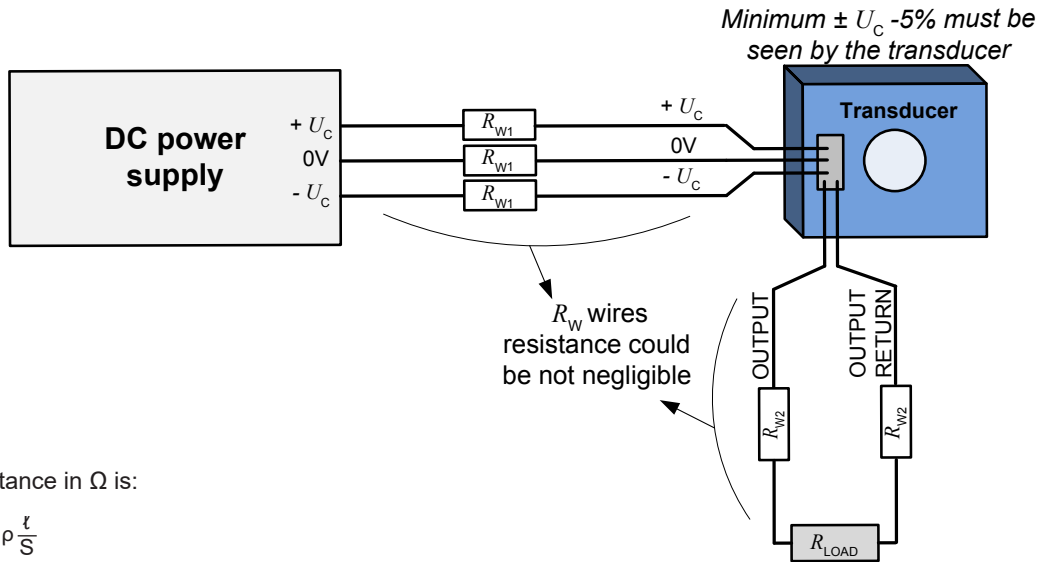 Minimum ± U_C -5% must be
seen by the transducer
DC power
supply
+ U_C
0V
- U_C
R_W1
R_W1
R_W1
+ U_C
0V
- U_C
Transducer
R_W wires
resistance could
be not negligible
OUTPUT
OUTPUT
RETURN
R_W2
R_W2
R_LOAD
tance in Ω is:
ρ ℓ/S